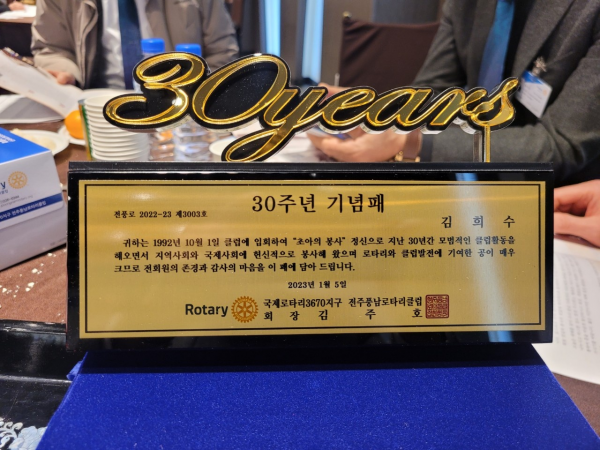 30years
30주년 기념패
전풍로 2022-23 제3003호
김 희 수
귀하는 1992년 10월 1일 클럽에 입회하여 "초아의 봉사" 정신으로 지난 30년간 모범적인 클럽활동을
해오면서 지역사회와 국제사회에 헌신적으로 봉사해 왔으며 로타리와 클럽발전에 기여한 공이 매우
크므로 전회원의 존경과 감사의 마음을 이 패에 담아 드립니다.
2023년 1월 5일
Rotary
국제로타리3670지구 전주풍남로타리클럽
회 장 김 주 호